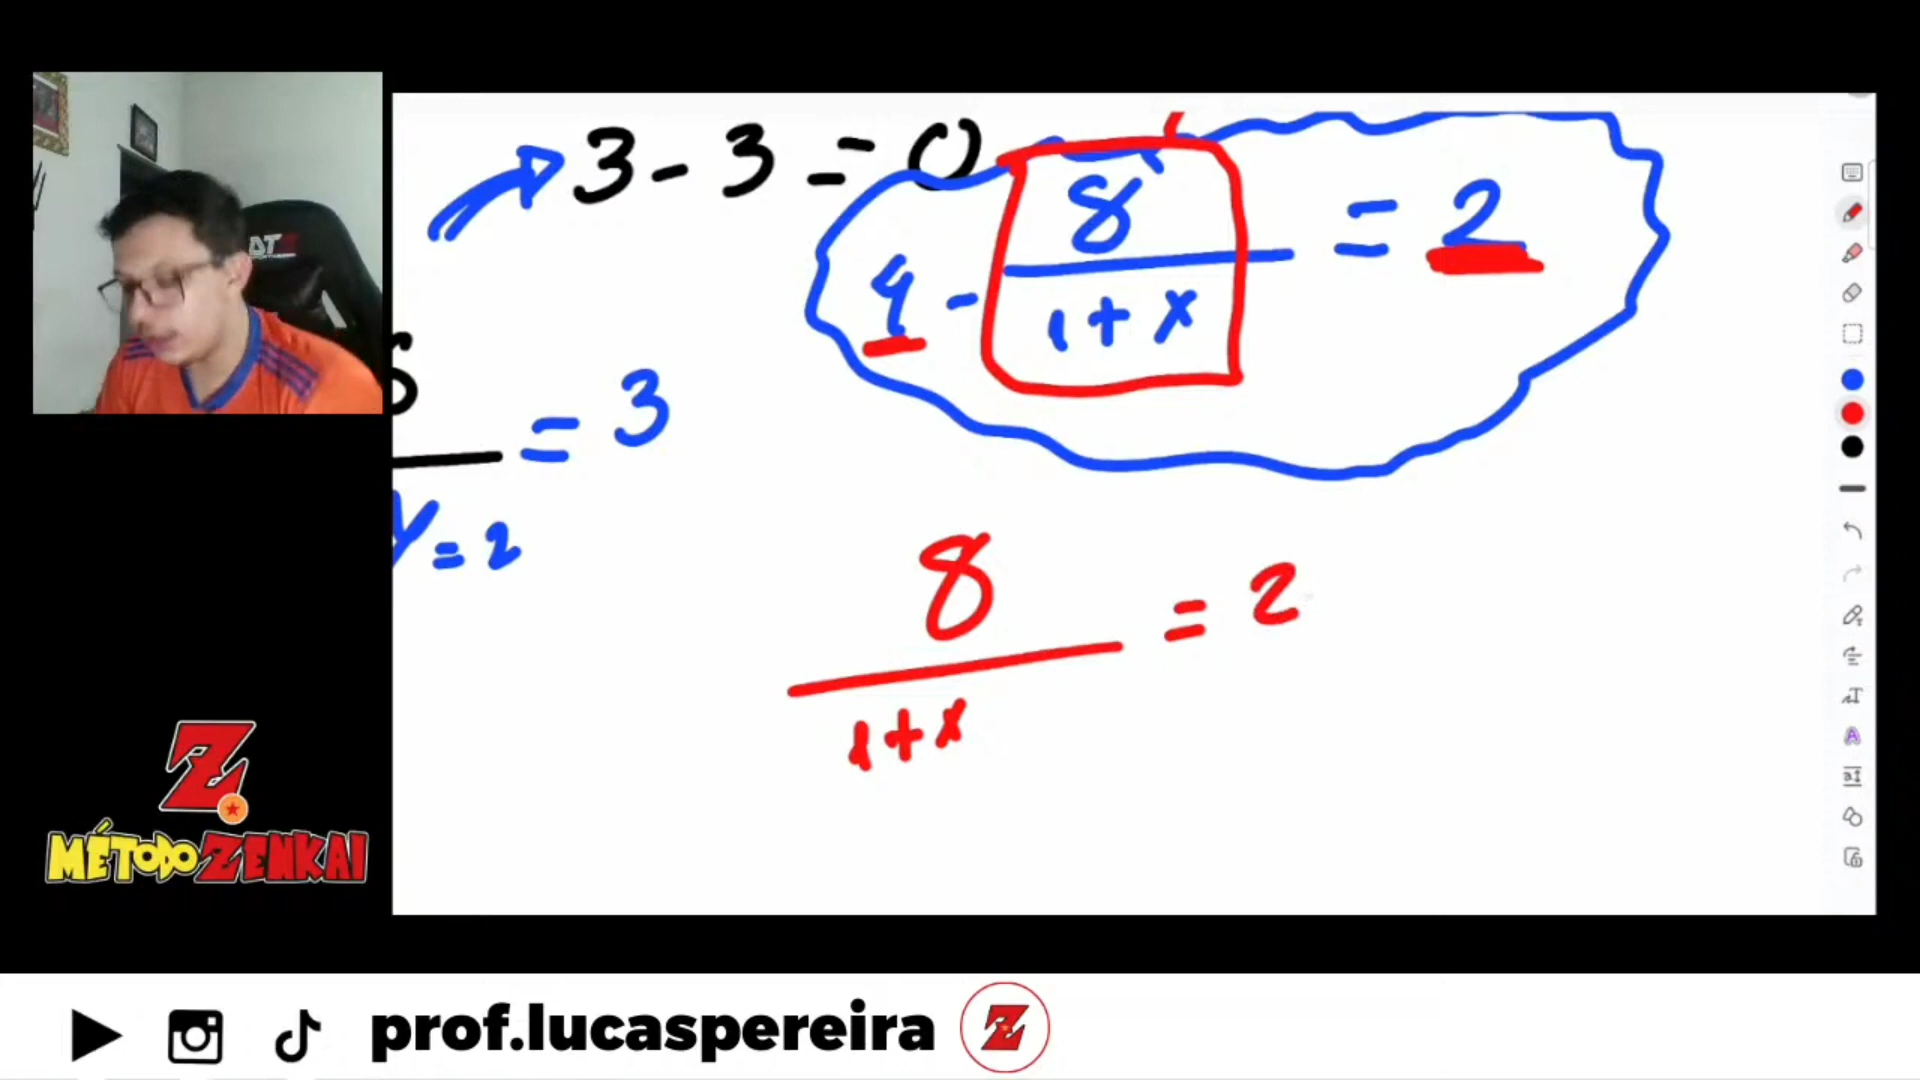 3 - 3 = 0
4 - 8/(1+x) = 2
= 3
y = 2
8/(1+x) = 2
Z
MÉTODO ZENKAI
prof.lucaspereira Z